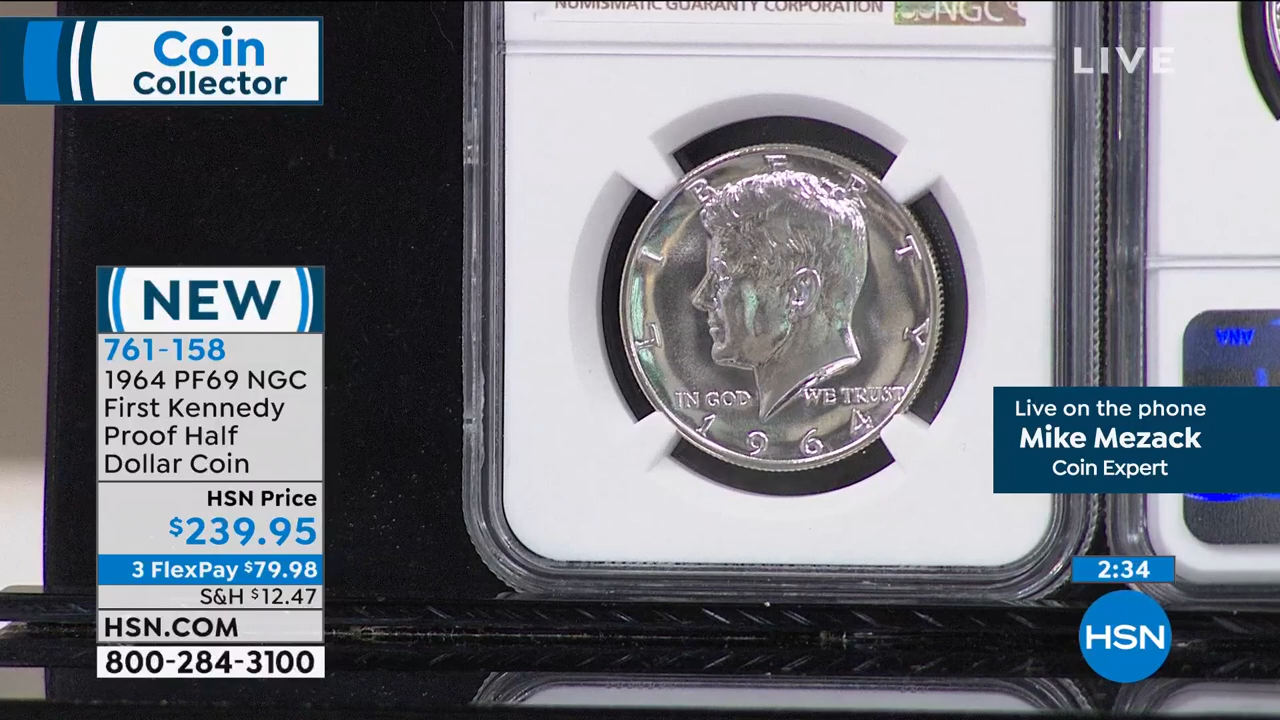 Coin
Collector
NUMISMATIC GUARANTY CORPORATION
NGC
LIVE
LIBERTY
IN GOD WE TRUST
1964
NEW
761-158
1964 PF69 NGC
First Kennedy
Proof Half
Dollar Coin
HSN Price
$239.95
3 FlexPay $79.98
S&H $12.47
HSN.COM
800-284-3100
ANA
Live on the phone
Mike Mezack
Coin Expert
2:34
HSN